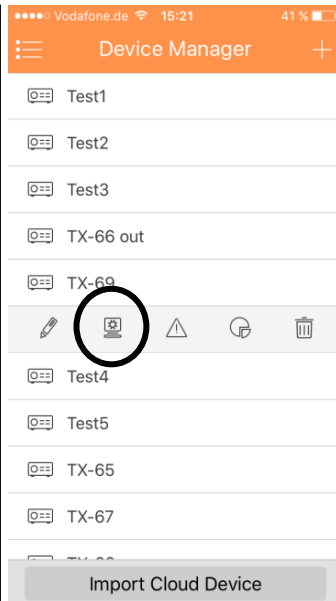 Vodafone.de 15:21 41 %
Device Manager
Test1
Test2
Test3
TX-66 out
TX-69
Test4
Test5
TX-65
TX-67
Import Cloud Device